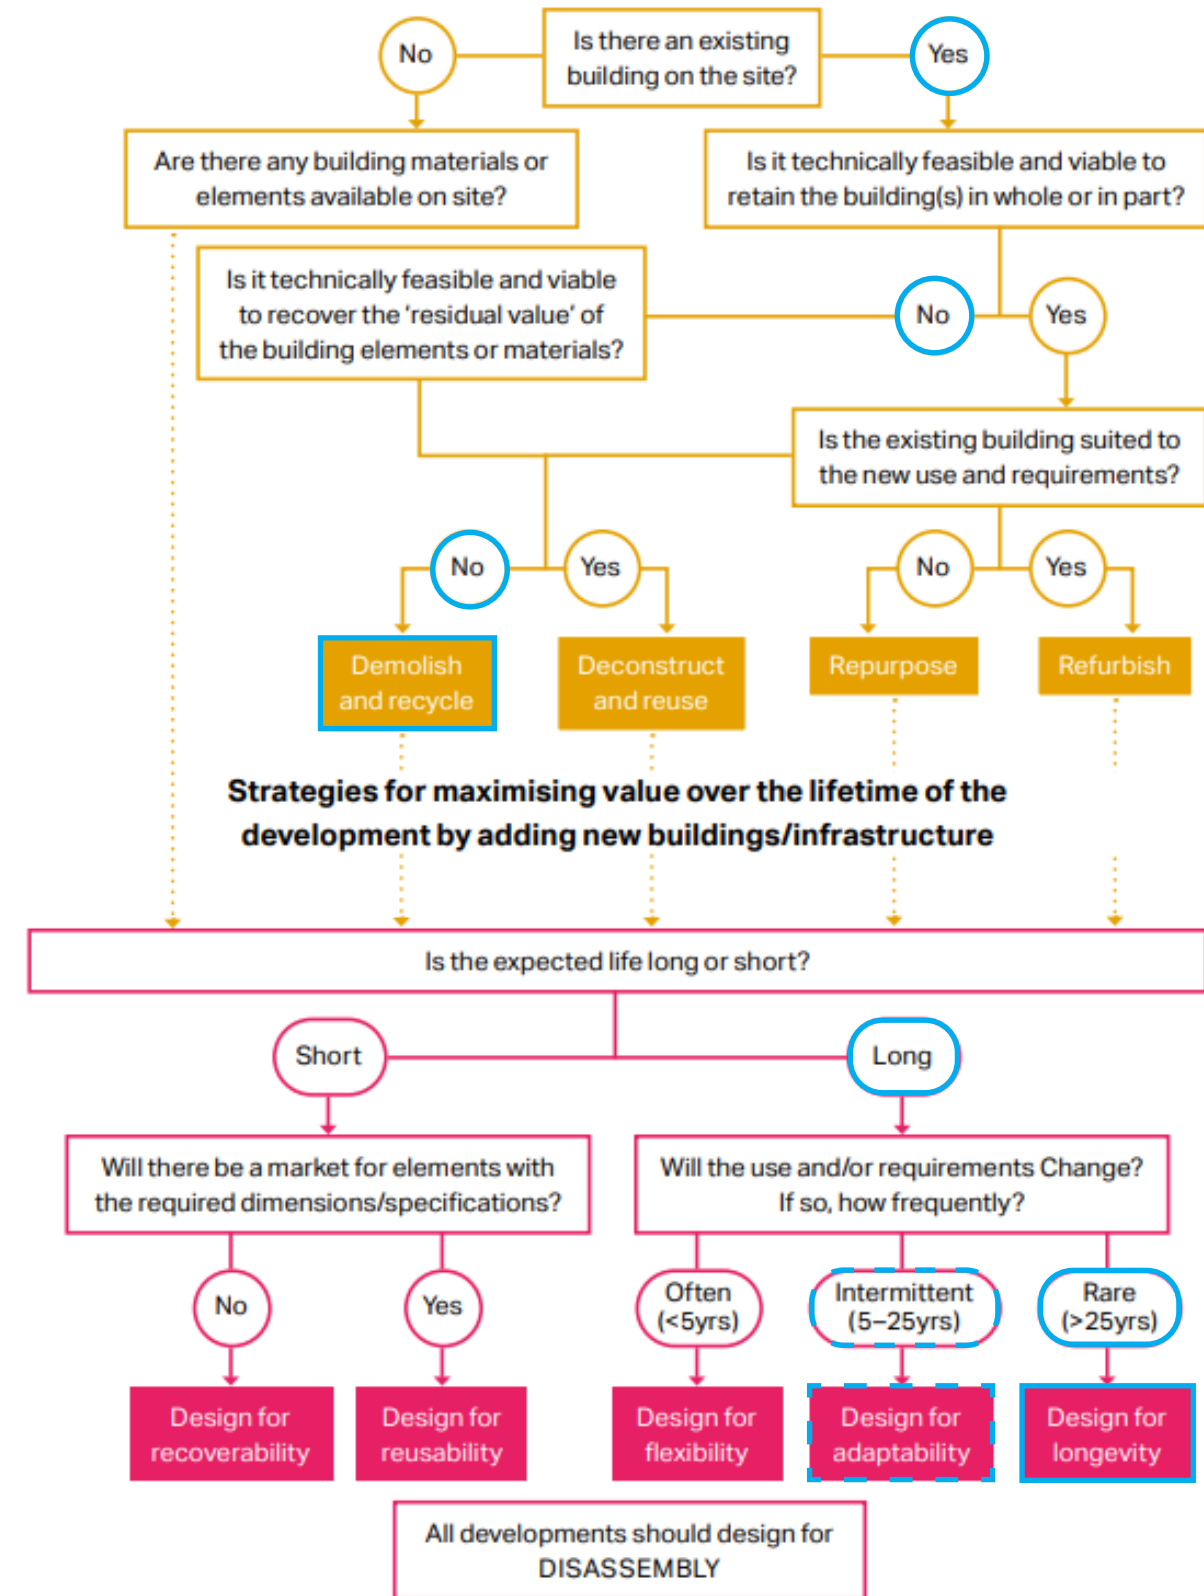 No
Is there an existing
building on the site?
Yes
Are there any building materials or
elements available on site?
Is it technically feasible and viable to
retain the building(s) in whole or in part?
Is it technically feasible and viable
to recover the ‘residual value’ of
the building elements or materials?
No
Yes
Is the existing building suited to
the new use and requirements?
No
Yes
No
Yes
Demolish
and recycle
Deconstruct
and reuse
Repurpose
Refurbish
Strategies for maximising value over the lifetime of the
development by adding new buildings/infrastructure
Is the expected life long or short?
Short
Long
Will there be a market for elements with
the required dimensions/specifications?
Will the use and/or requirements Change?
If so, how frequently?
No
Yes
Often
(<5yrs)
Intermittent
(5–25yrs)
Rare
(>25yrs)
Design for
recoverability
Design for
reusability
Design for
flexibility
Design for
adaptability
Design for
longevity
All developments should design for
DISASSEMBLY